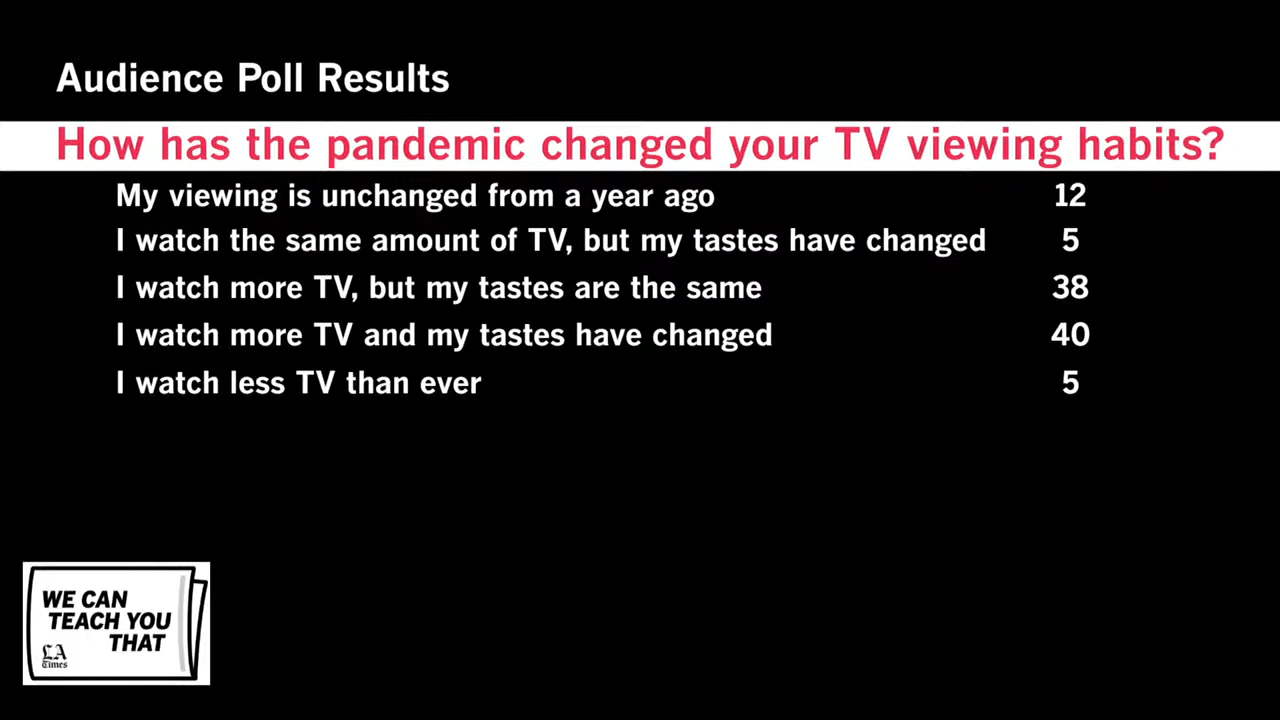 Audience Poll Results
How has the pandemic changed your TV viewing habits?
My viewing is unchanged from a year ago 12
I watch the same amount of TV, but my tastes have changed 5
I watch more TV, but my tastes are the same 38
I watch more TV and my tastes have changed 40
I watch less TV than ever 5
WE CAN
TEACH YOU
THAT
LA
Times